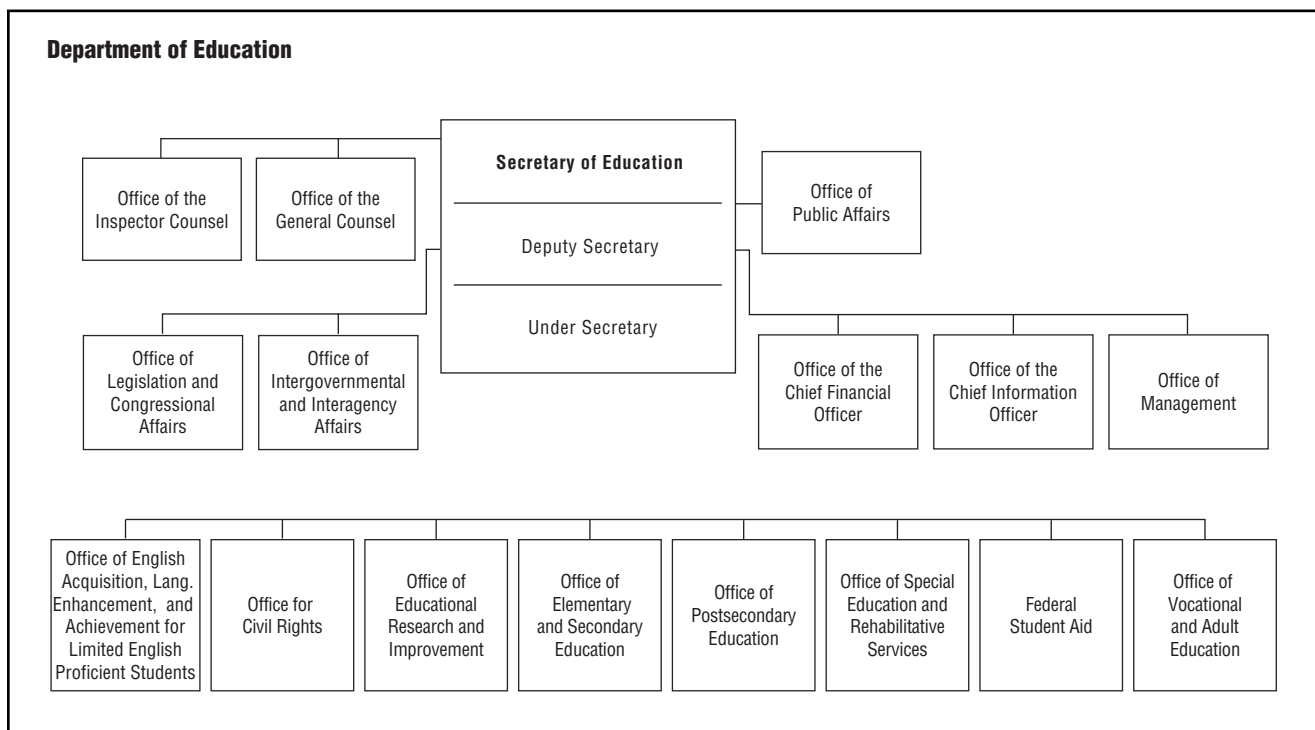 Department of Education
Secretary of Education
Deputy Secretary
Under Secretary
Office of the
Inspector Counsel
Office of the
General Counsel
Office of
Public Affairs
Office of
Legislation and
Congressional
Affairs
Office of
Intergovernmental
and Interagency
Affairs
Office of the
Chief Financial
Officer
Office of the
Chief Information
Officer
Office of
Management
Office of English
Acquisition, Lang.
Enhancement, and
Achievement for
Limited English
Proficient Students
Office for
Civil Rights
Office of
Educational
Research and
Improvement
Office of
Elementary
and Secondary
Education
Office of
Postsecondary
Education
Office of Special
Education and
Rehabilitative
Services
Federal
Student Aid
Office of
Vocational
and Adult
Education